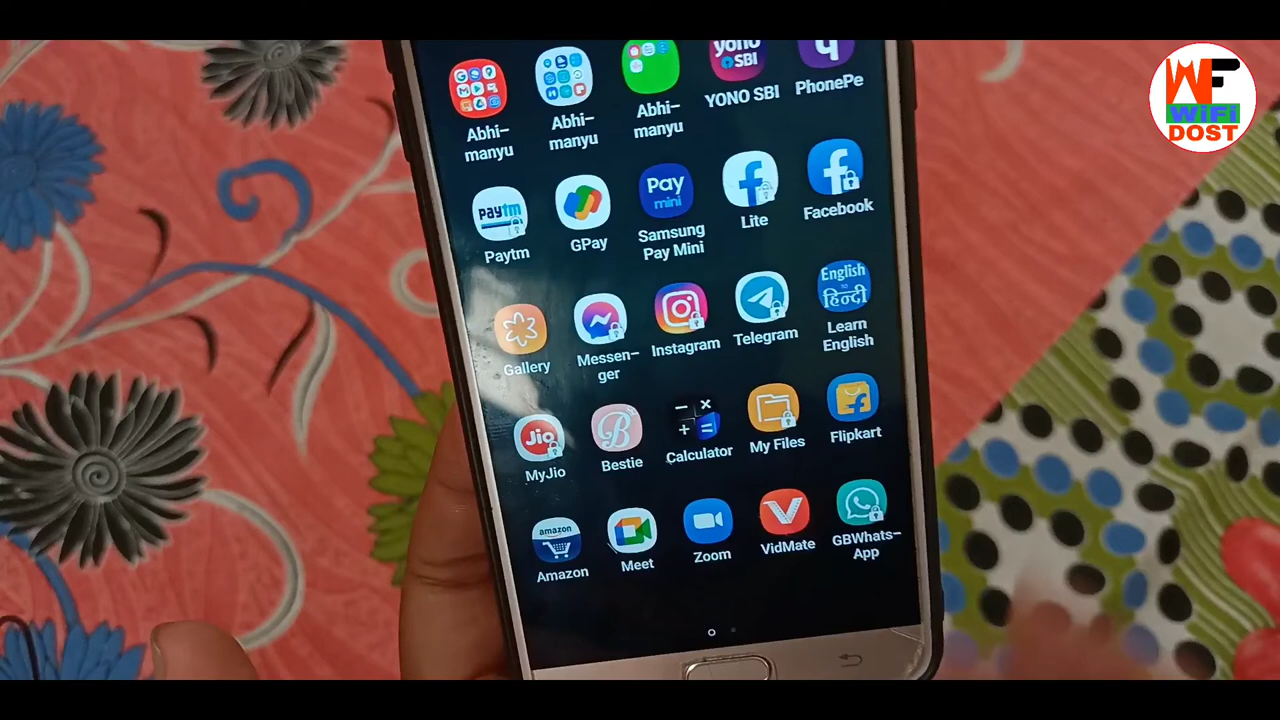 WF
WiFi
DOST
yono
SBI
Abhi-
manyu
Abhi-
manyu
Abhi-
manyu
YONO SBI
PhonePe
paytm
Paytm
GPay
Pay
mini
Samsung
Pay Mini
Lite
Facebook
Gallery
Messen-
ger
Instagram
Telegram
English
to
हिन्दी
Learn
English
Jio
MyJio
B
Bestie
Calculator
My Files
Flipkart
amazon
Amazon
Meet
Zoom
VidMate
GBWhats-
App